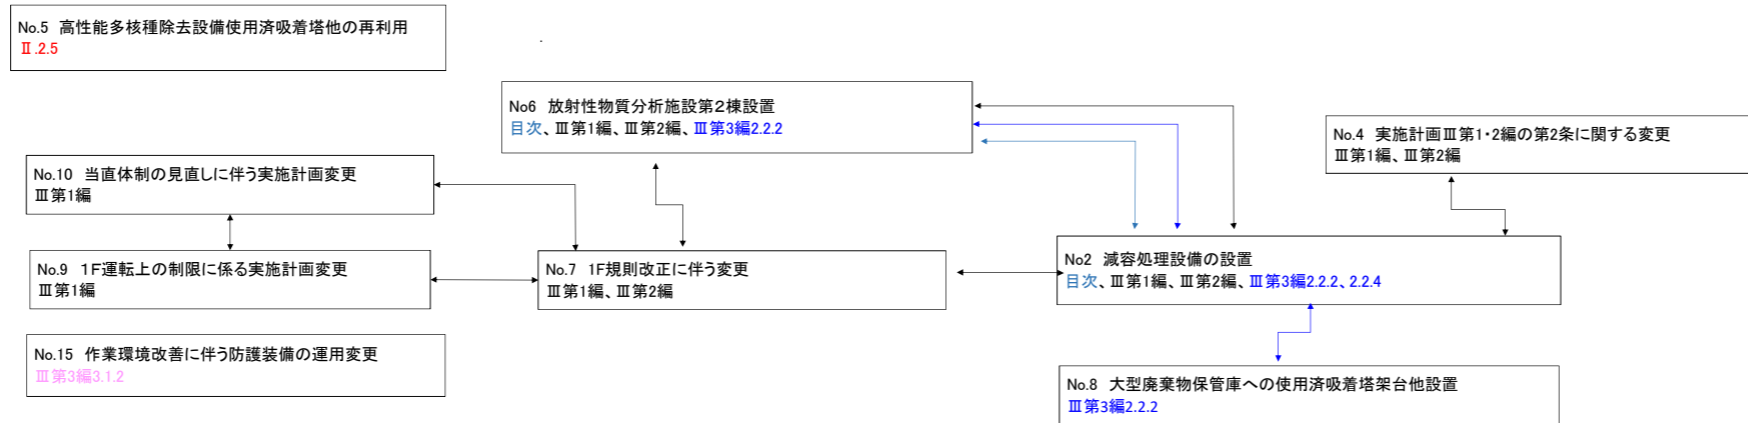 No.5 高性能多核種除去設備使用済吸着塔他の再利用
Ⅱ.2.5
No6 放射性物質分析施設第2棟設置
目次、Ⅲ第1編、Ⅲ第2編、Ⅲ第3編2.2.2
No.4 実施計画Ⅲ第1・2編の第2条に関する変更
Ⅲ第1編、Ⅲ第2編
No.10 当直体制の見直しに伴う実施計画変更
Ⅲ第1編
No.9 1F運転上の制限に係る実施計画変更
Ⅲ第1編
No.7 1F規則改正に伴う変更
Ⅲ第1編、Ⅲ第2編
No2 減容処理設備の設置
目次、Ⅲ第1編、Ⅲ第2編、Ⅲ第3編2.2.2、2.2.4
No.15 作業環境改善に伴う防護装備の運用変更
Ⅲ第3編3.1.2
No.8 大型廃棄物保管庫への使用済吸着塔架台他設置
Ⅲ第3編2.2.2